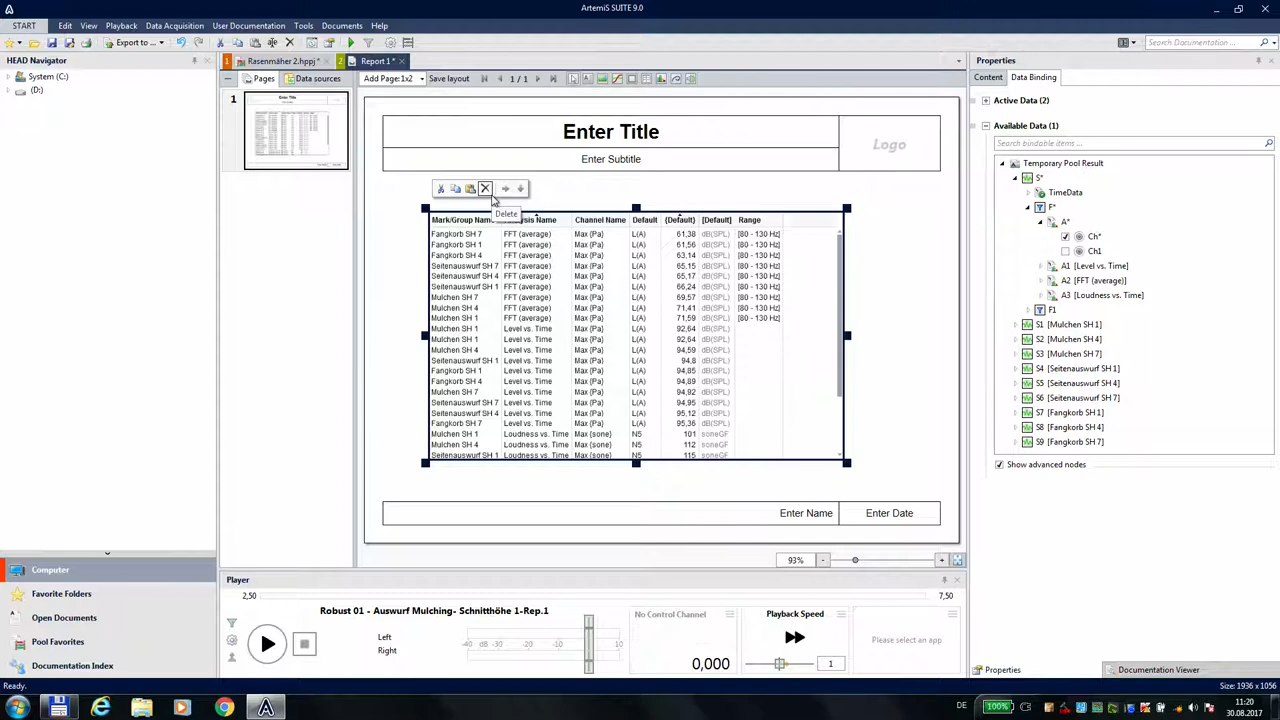 ArtemiS SUITE 9.0
START Edit View Playback Data Acquisition User Documentation Tools Documents Help
Export to ... Search Documentation
HEAD Navigator
System (C:)
(D:)
1 Rasenmäher 2.hppj * 2 Report 1 *
Pages Data sources Add Page:1x2 Save layout 1 / 1
1
Enter Title
Enter Subtitle
Logo
Delete
Mark/Group Name ysis Name Channel Name Default (Default) [Default] Range
Fangkorb SH 7 FFT (average) Max {Pa} L(A) 61,38 dB(SPL) [80 - 130 Hz]
Fangkorb SH 1 FFT (average) Max {Pa} L(A) 61,56 dB(SPL) [80 - 130 Hz]
Fangkorb SH 4 FFT (average) Max {Pa} L(A) 63,14 dB(SPL) [80 - 130 Hz]
Seitenauswurf SH 7 FFT (average) Max {Pa} L(A) 65,15 dB(SPL) [80 - 130 Hz]
Seitenauswurf SH 4 FFT (average) Max {Pa} L(A) 65,17 dB(SPL) [80 - 130 Hz]
Seitenauswurf SH 1 FFT (average) Max {Pa} L(A) 66,24 dB(SPL) [80 - 130 Hz]
Mulchen SH 7 FFT (average) Max {Pa} L(A) 69,57 dB(SPL) [80 - 130 Hz]
Mulchen SH 4 FFT (average) Max {Pa} L(A) 71,41 dB(SPL) [80 - 130 Hz]
Mulchen SH 1 FFT (average) Max {Pa} L(A) 71,59 dB(SPL) [80 - 130 Hz]
Mulchen SH 1 Level vs. Time Max {Pa} L(A) 92,64 dB(SPL)
Mulchen SH 1 Level vs. Time Max {Pa} L(A) 92,64 dB(SPL)
Mulchen SH 4 Level vs. Time Max {Pa} L(A) 94,59 dB(SPL)
Seitenauswurf SH 1 Level vs. Time Max {Pa} L(A) 94,8 dB(SPL)
Fangkorb SH 1 Level vs. Time Max {Pa} L(A) 94,85 dB(SPL)
Fangkorb SH 4 Level vs. Time Max {Pa} L(A) 94,89 dB(SPL)
Mulchen SH 7 Level vs. Time Max {Pa} L(A) 94,92 dB(SPL)
Seitenauswurf SH 7 Level vs. Time Max {Pa} L(A) 94,95 dB(SPL)
Seitenauswurf SH 4 Level vs. Time Max {Pa} L(A) 95,12 dB(SPL)
Fangkorb SH 7 Level vs. Time Max {Pa} L(A) 95,36 dB(SPL)
Mulchen SH 1 Loudness vs. Time Max {sone} N5 101 soneGF
Mulchen SH 4 Loudness vs. Time Max {sone} N5 112 soneGF
Seitenauswurf SH 1 Loudness vs. Time Max {sone} N5 115 soneGF
Enter Name Enter Date
93%
Properties
Content Data Binding
Active Data (2)
Available Data (1)
Search bindable items...
Temporary Pool Result
S*
TimeData
F*
A*
Ch*
Ch1
A1 [Level vs. Time]
A2 [FFT (average)]
A3 [Loudness vs. Time]
F1
S1 [Mulchen SH 1]
S2 [Mulchen SH 4]
S3 [Mulchen SH 7]
S4 [Seitenauswurf SH 1]
S5 [Seitenauswurf SH 4]
S6 [Seitenauswurf SH 7]
S7 [Fangkorb SH 1]
S8 [Fangkorb SH 4]
S9 [Fangkorb SH 7]
Show advanced nodes
Computer
Favorite Folders
Open Documents
Pool Favorites
Documentation Index
Player
2,50 7,50
Robust 01 - Auswurf Mulching- Schnitthöhe 1-Rep.1
Left
Right
-40 dB -30 -20 -10 0 10
No Control Channel
0,000
Playback Speed
1
Please select an app
Properties Documentation Viewer
Ready. Size: 1936 x 1056
DE 100% 11:20
30.08.2017